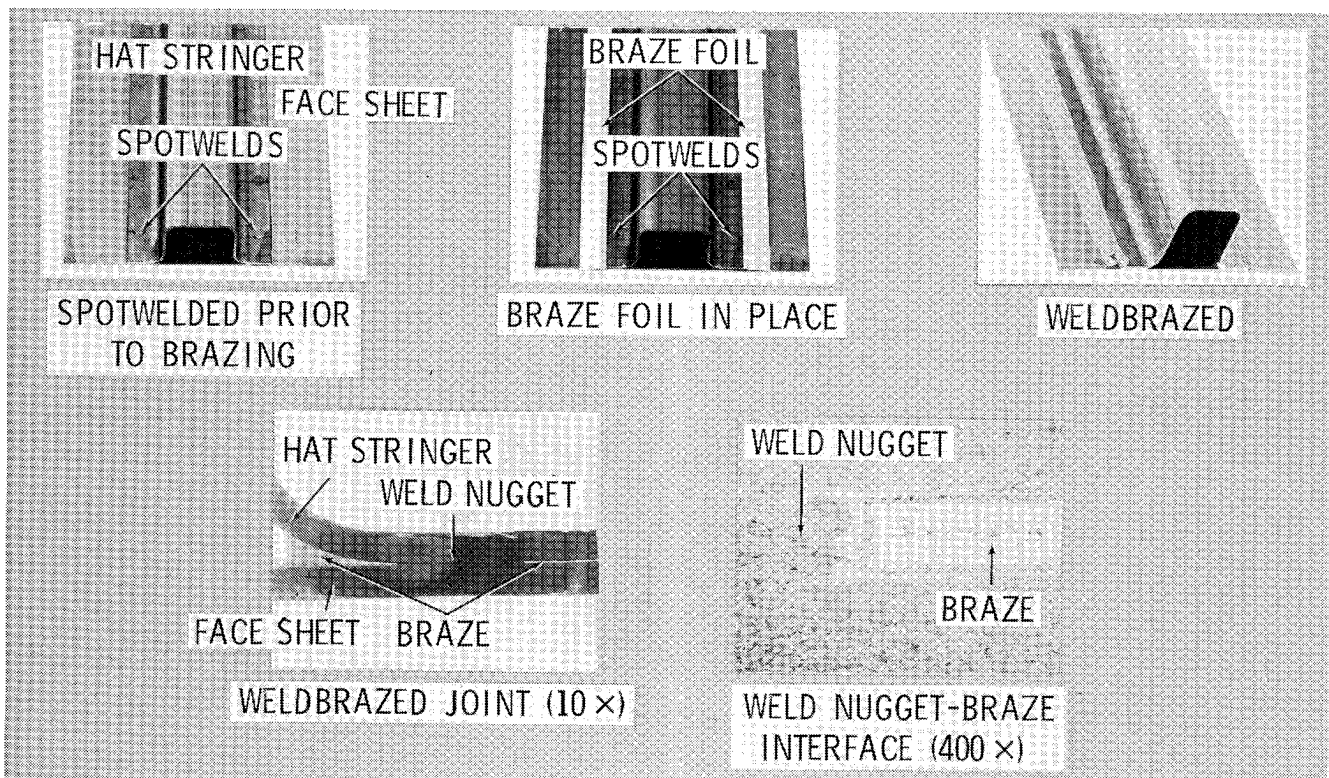 HAT STRINGER
FACE SHEET
SPOTWELDS
SPOTWELDED PRIOR
TO BRAZING
BRAZE FOIL
SPOTWELDS
BRAZE FOIL IN PLACE
WELDBRAZED
HAT STRINGER
WELD NUGGET
FACE SHEET
BRAZE
WELDBRAZED JOINT (10 ×)
WELD NUGGET
BRAZE
WELD NUGGET-BRAZE
INTERFACE (400 ×)